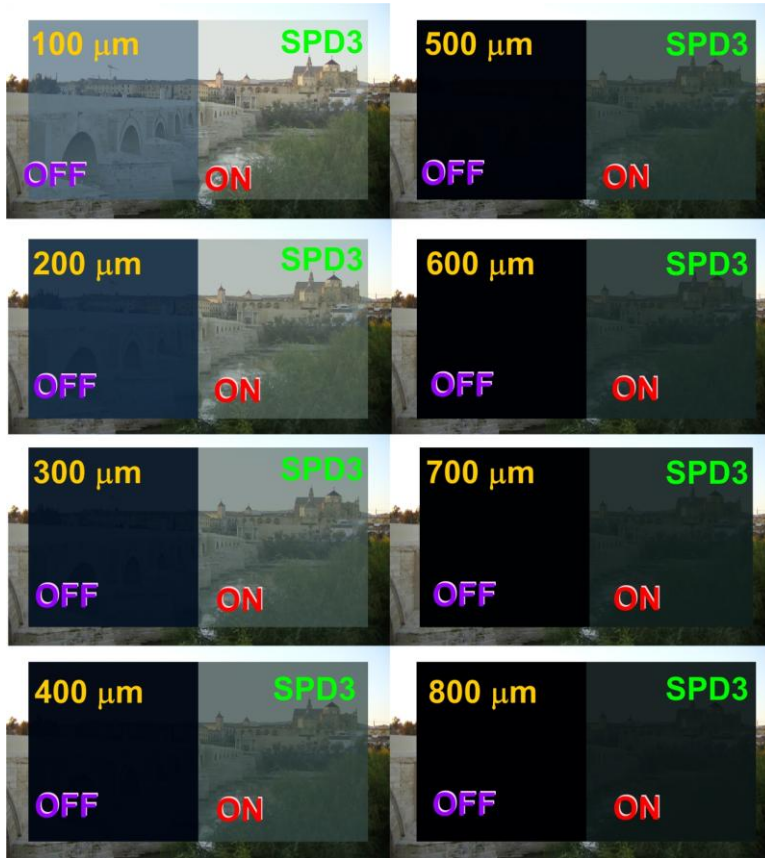 100 μm SPD3
OFF ON
500 μm SPD3
OFF ON
200 μm SPD3
OFF ON
600 μm SPD3
OFF ON
300 μm SPD3
OFF ON
700 μm SPD3
OFF ON
400 μm SPD3
OFF ON
800 μm SPD3
OFF ON